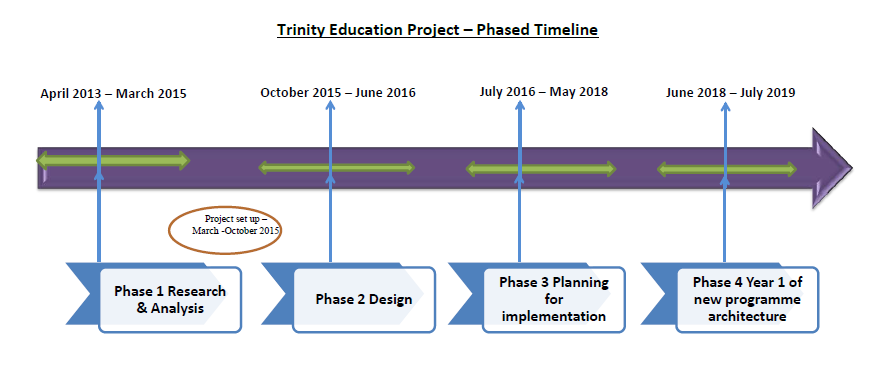 Trinity Education Project – Phased Timeline
April 2013 – March 2015
October 2015 – June 2016
July 2016 – May 2018
June 2018 – July 2019
Project set up –
March -October 2015
Phase 1 Research
& Analysis
Phase 2 Design
Phase 3 Planning
for
implementation
Phase 4 Year 1 of
new programme
architecture